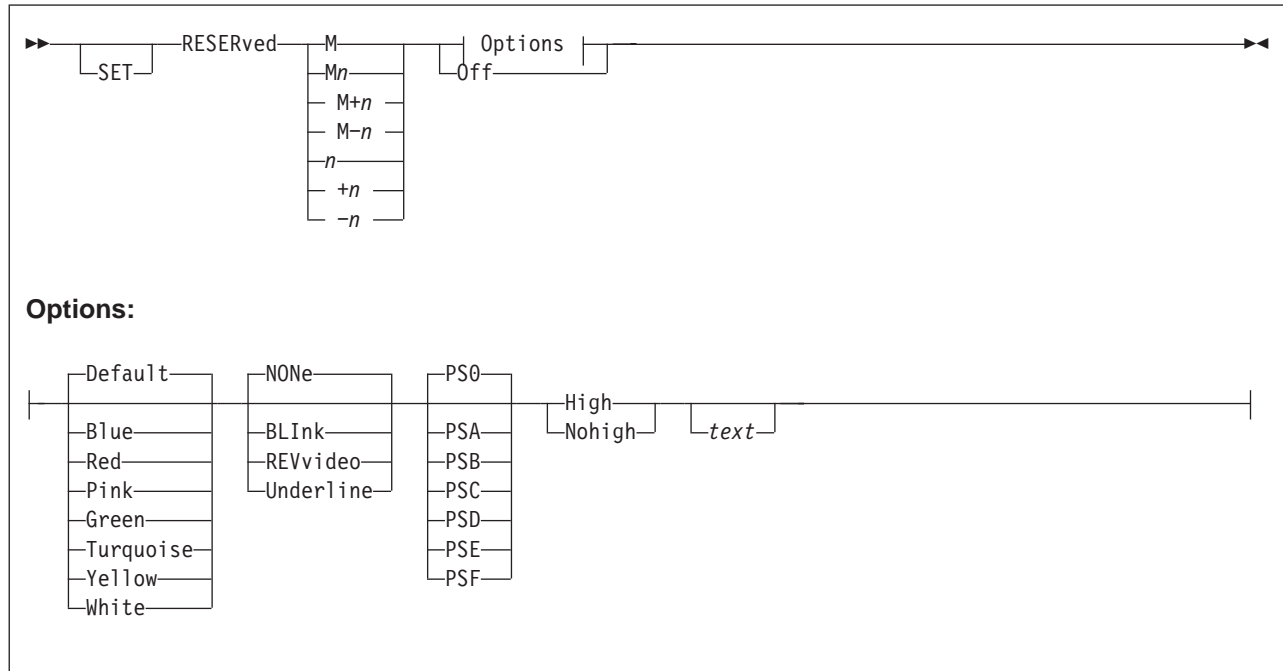 RESERved M Options
SET Mn Off
M+n
M−n
n
+n
−n
Options:
Default NONe PS0
High
Blue BLInk PSA Nohigh text
Red REVvideo PSB
Pink Underline PSC
Green PSD
Turquoise PSE
Yellow PSF
White